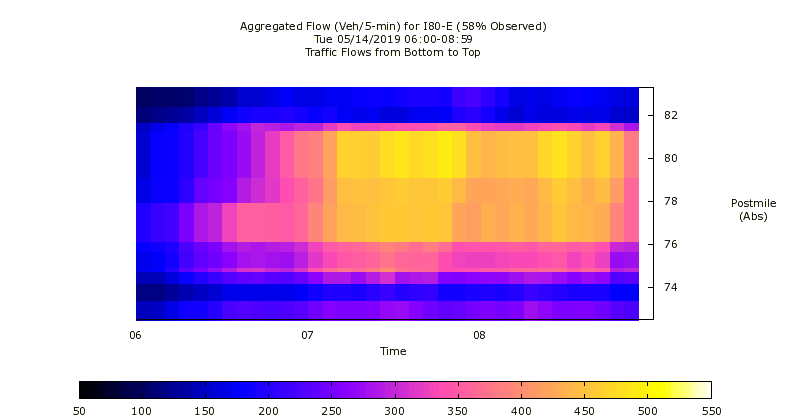 Aggregated Flow (Veh/5-min) for I80-E (58% Observed)
Tue 05/14/2019 06:00-08:59
Traffic Flows from Bottom to Top
82
80
78
Postmile
(Abs)
76
74
06 07 08
Time
50 100 150 200 250 300 350 400 450 500 550